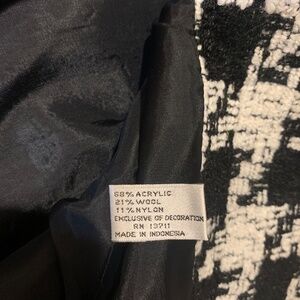 68% ACRYLIC
21% WOOL
11% NYLON
EXCLUSIVE OF DECORATION
RN 13711
MADE IN INDONESIA